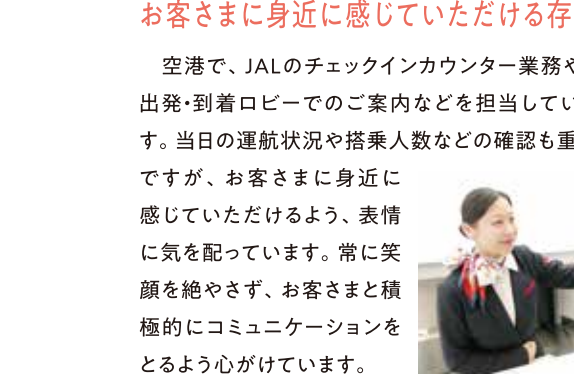 お客さまに身近に感じていただける存
空港で、JALのチェックインカウンター業務や
出発・到着ロビーでのご案内などを担当してい
す。当日の運航状況や搭乗人数などの確認も重
ですが、お客さまに身近に
感じていただけるよう、表情
に気を配っています。常に笑
顔を絶やさず、お客さまと積
極的にコミュニケーションを
とるよう心がけています。